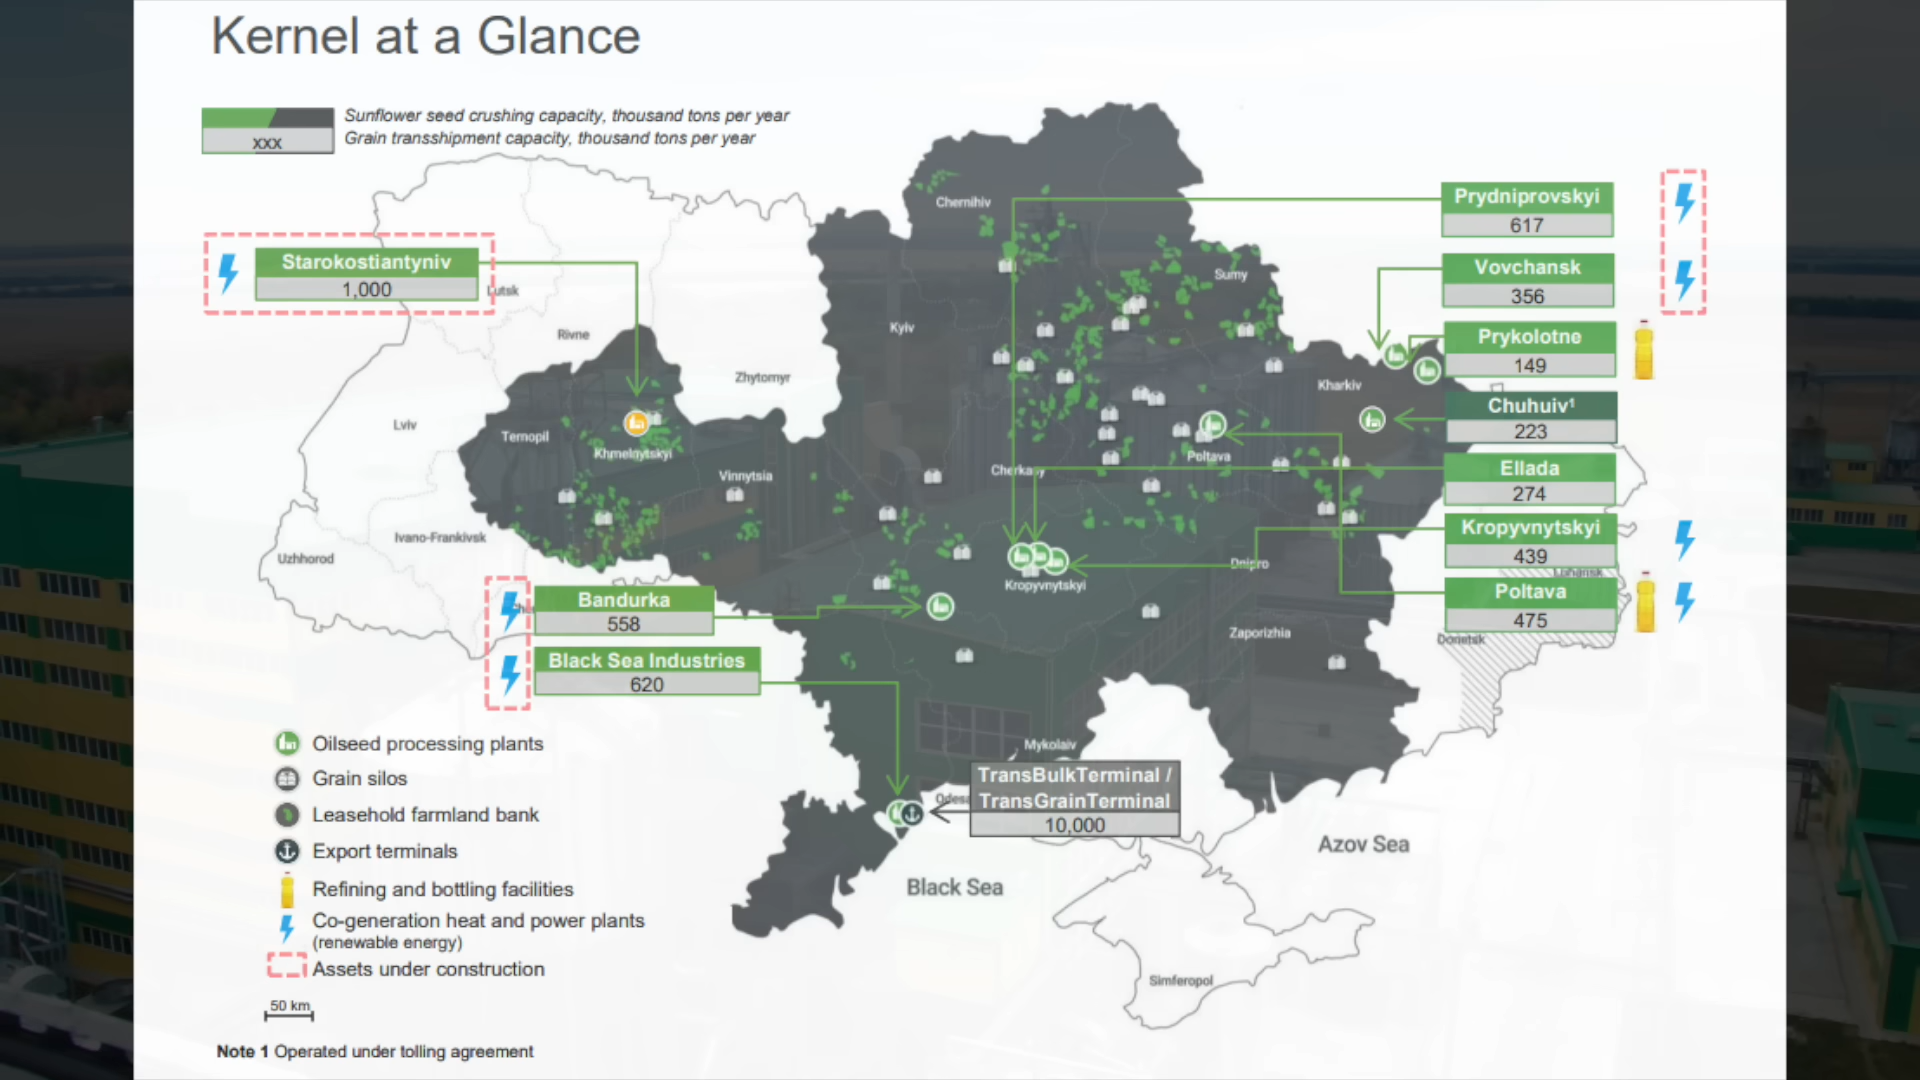 Kernel at a Glance
xxx
Sunflower seed crushing capacity, thousand tons per year
Grain transshipment capacity, thousand tons per year
Chernihiv
Prydniprovskyi
617
Starokostiantyniv
1,000
Lutsk
Vovchansk
356
Sumy
Rivne
Kyiv
Prykolotne
149
Zhytomyr
Kharkiv
Chuhuiv¹
223
Lviv
Ternopil
Khmelnytskyi
Vinnytsia
Cherkasy
Poltava
Ellada
274
Ivano-Frankivsk
Uzhhorod
Kropyvnytskyi
439
Dnipro
Luhansk
Kropyvnytskyi
Bandurka
558
Poltava
475
Zaporizhia
Donetsk
Black Sea Industries
620
Mykolaiv
Oilseed processing plants
Grain silos
Leasehold farmland bank
Export terminals
Refining and bottling facilities
Co-generation heat and power plants
(renewable energy)
Assets under construction
TransBulkTerminal /
TransGrainTerminal
10,000
Azov Sea
Black Sea
Simferopol
50 km
Note 1 Operated under tolling agreement